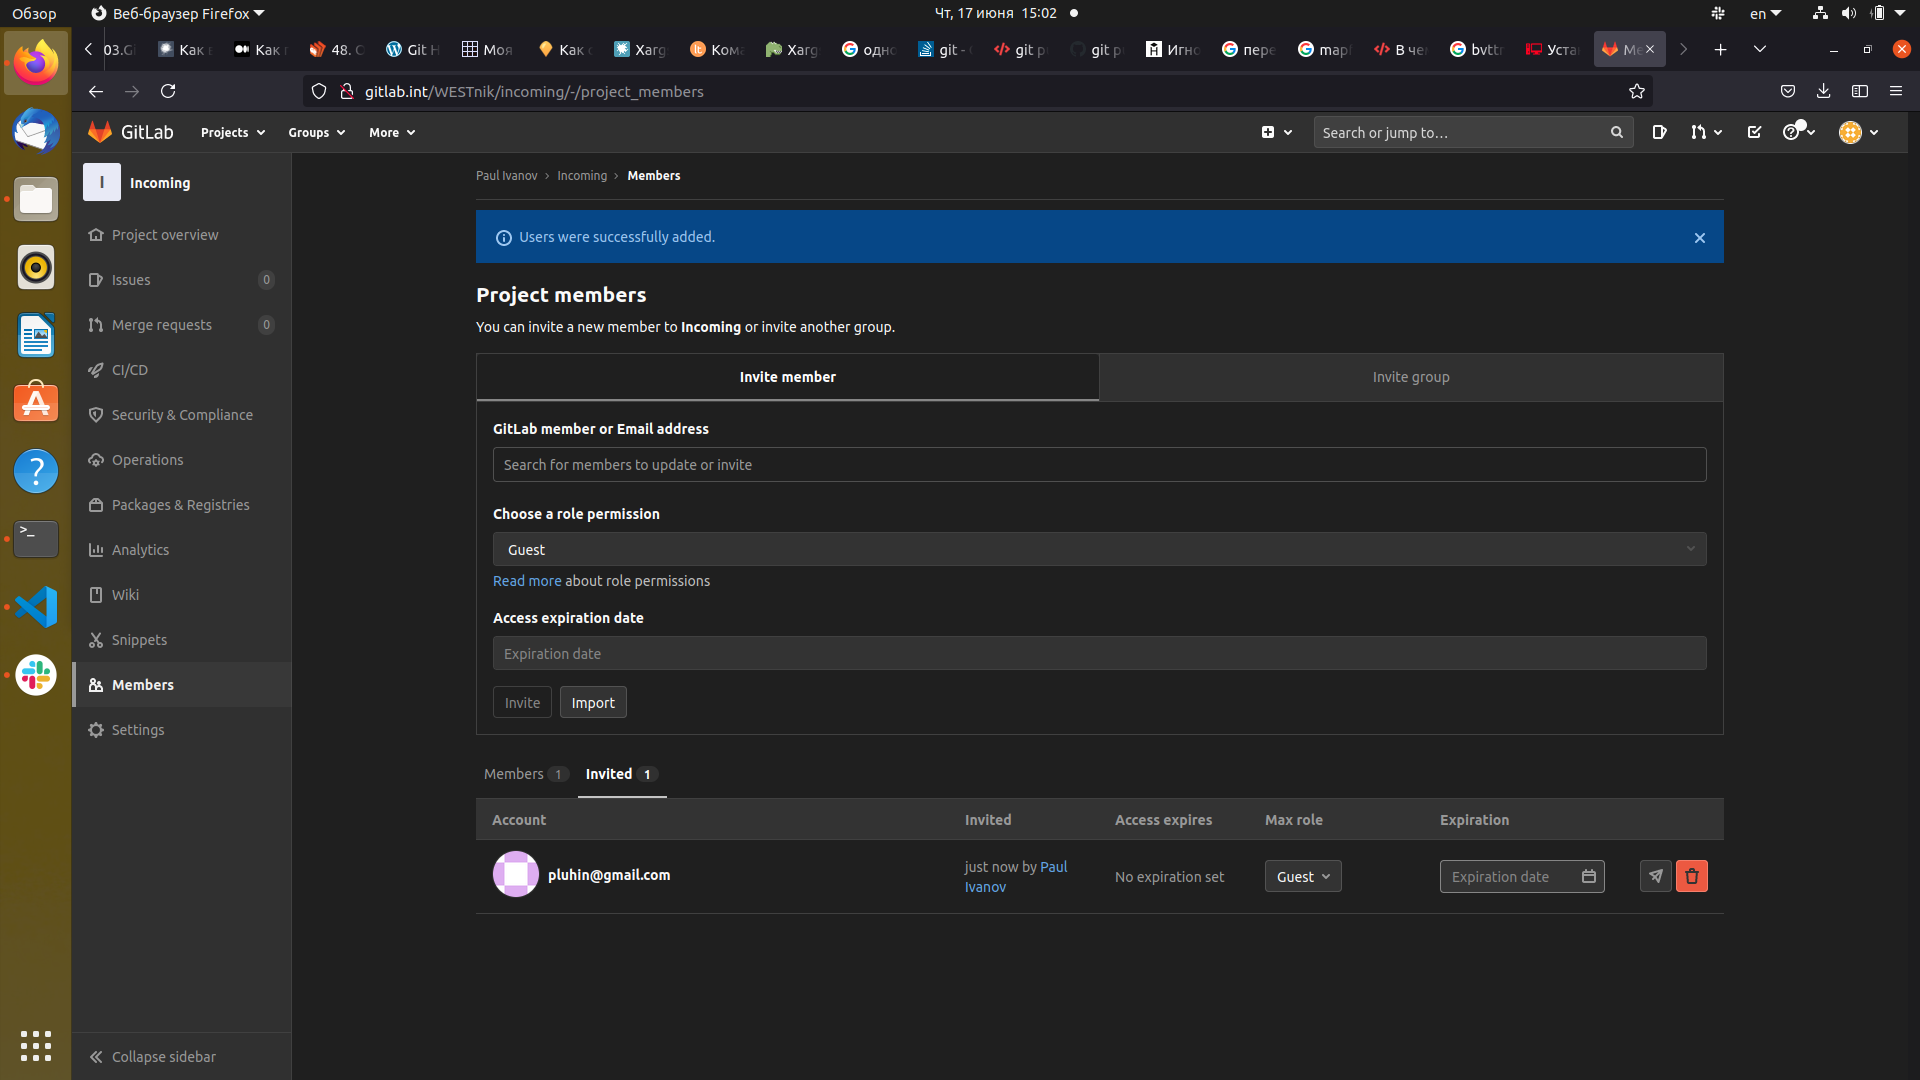 Обзор
Веб-браузер Firefox
Чт, 17 июня 15:02
en
03.Gi
Как
Как
48. С
Git H
Моя
Как
Xarg
Кома
Xarg
одно
git -
git p
git p
Игно
пере
mapf
В че
bvttr
Уста
Me
gitlab.int/WESTnik/incoming/-/project_members
GitLab
Projects
Groups
More
Search or jump to…
I
Incoming
Project overview
Issues 0
Merge requests 0
CI/CD
Security & Compliance
Operations
Packages & Registries
Analytics
Wiki
Snippets
Members
Settings
Collapse sidebar
Paul Ivanov › Incoming › Members
Users were successfully added.
Project members
You can invite a new member to Incoming or invite another group.
Invite member
Invite group
GitLab member or Email address
Search for members to update or invite
Choose a role permission
Guest
Read more about role permissions
Access expiration date
Expiration date
Invite
Import
Members 1
Invited 1
Account Invited Access expires Max role Expiration
pluhin@gmail.com
just now by Paul
Ivanov
No expiration set
Guest
Expiration date